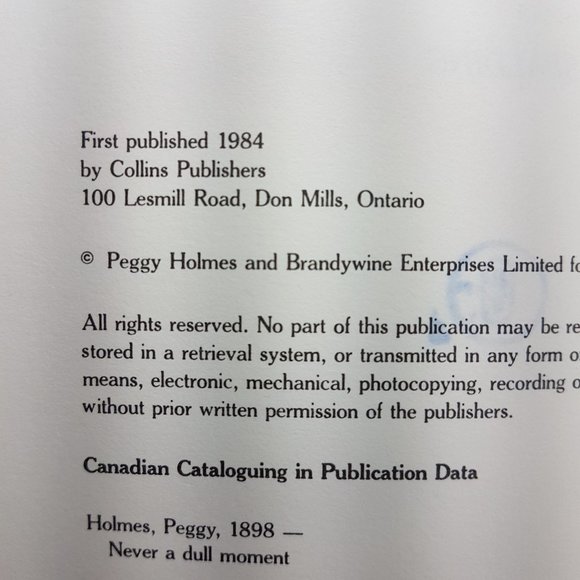 First published 1984
by Collins Publishers
100 Lesmill Road, Don Mills, Ontario
© Peggy Holmes and Brandywine Enterprises Limited fo
All rights reserved. No part of this publication may be re
stored in a retrieval system, or transmitted in any form o
means, electronic, mechanical, photocopying, recording o
without prior written permission of the publishers.
Canadian Cataloguing in Publication Data
Holmes, Peggy, 1898 —
Never a dull moment